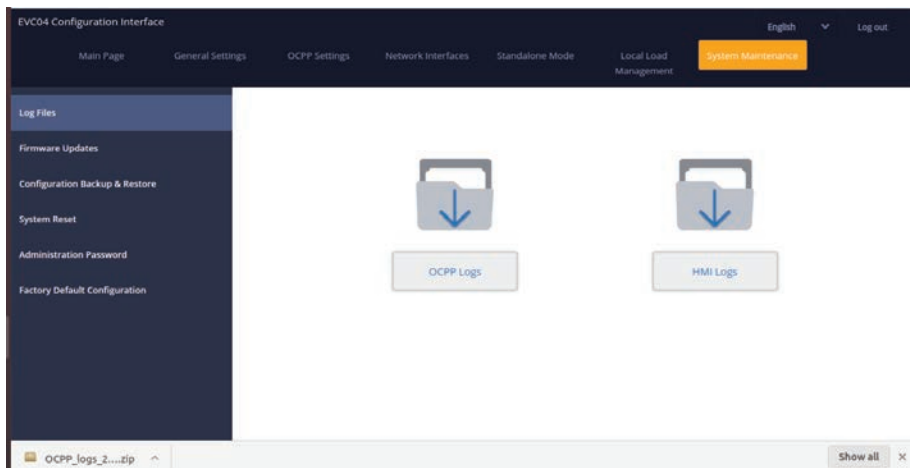 EVC04 Configuration Interface
English
Log out
Main Page
General Settings
OCPP Settings
Network Interfaces
Standalone Mode
Local Load
Management
System Maintenance
Log Files
Firmware Updates
Configuration Backup & Restore
System Reset
Administration Password
Factory Default Configuration
OCPP Logs
HMI Logs
OCPP_logs_2....zip
Show all